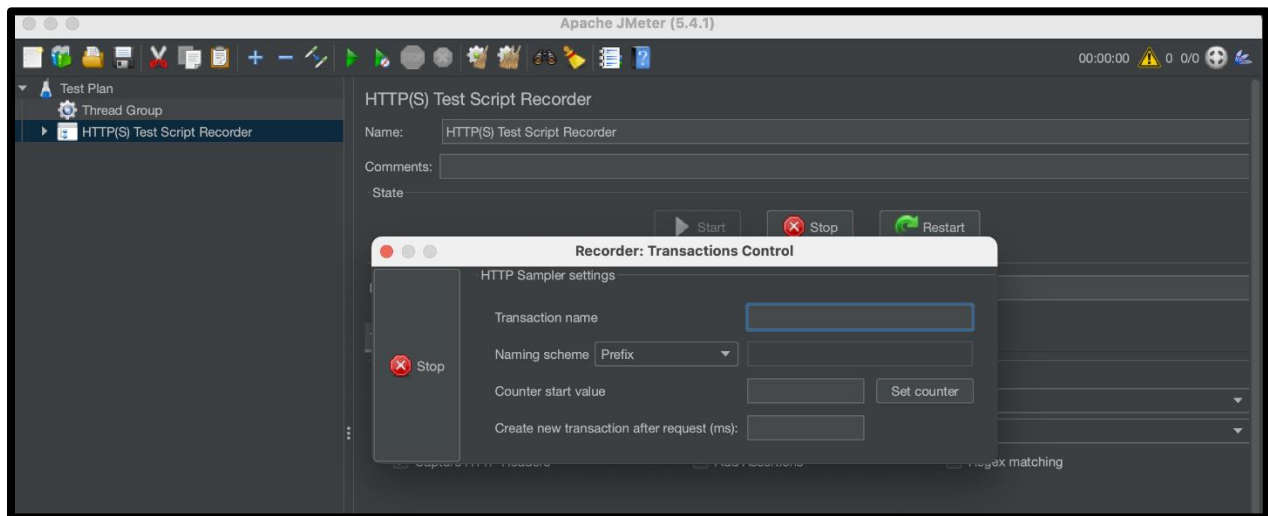 Apache JMeter (5.4.1)
00:00:00 0 0/0
Test Plan
Thread Group
HTTP(S) Test Script Recorder
HTTP(S) Test Script Recorder
Name: HTTP(S) Test Script Recorder
Comments:
State
Start Stop Restart
Recorder: Transactions Control
Stop
HTTP Sampler settings
Transaction name
Naming scheme Prefix
Counter start value Set counter
Create new transaction after request (ms):
Regex matching